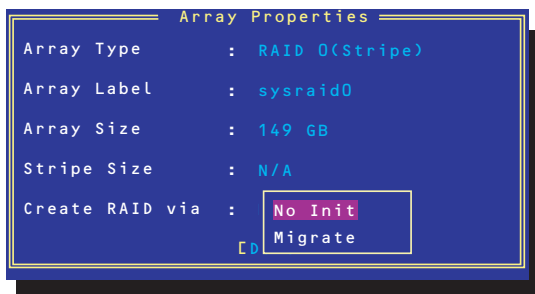 Array Properties
Array Type : RAID 0(Stripe)
Array Label : sysraid0
Array Size : 149 GB
Stripe Size : N/A
Create RAID via : No Init
Migrate
[D